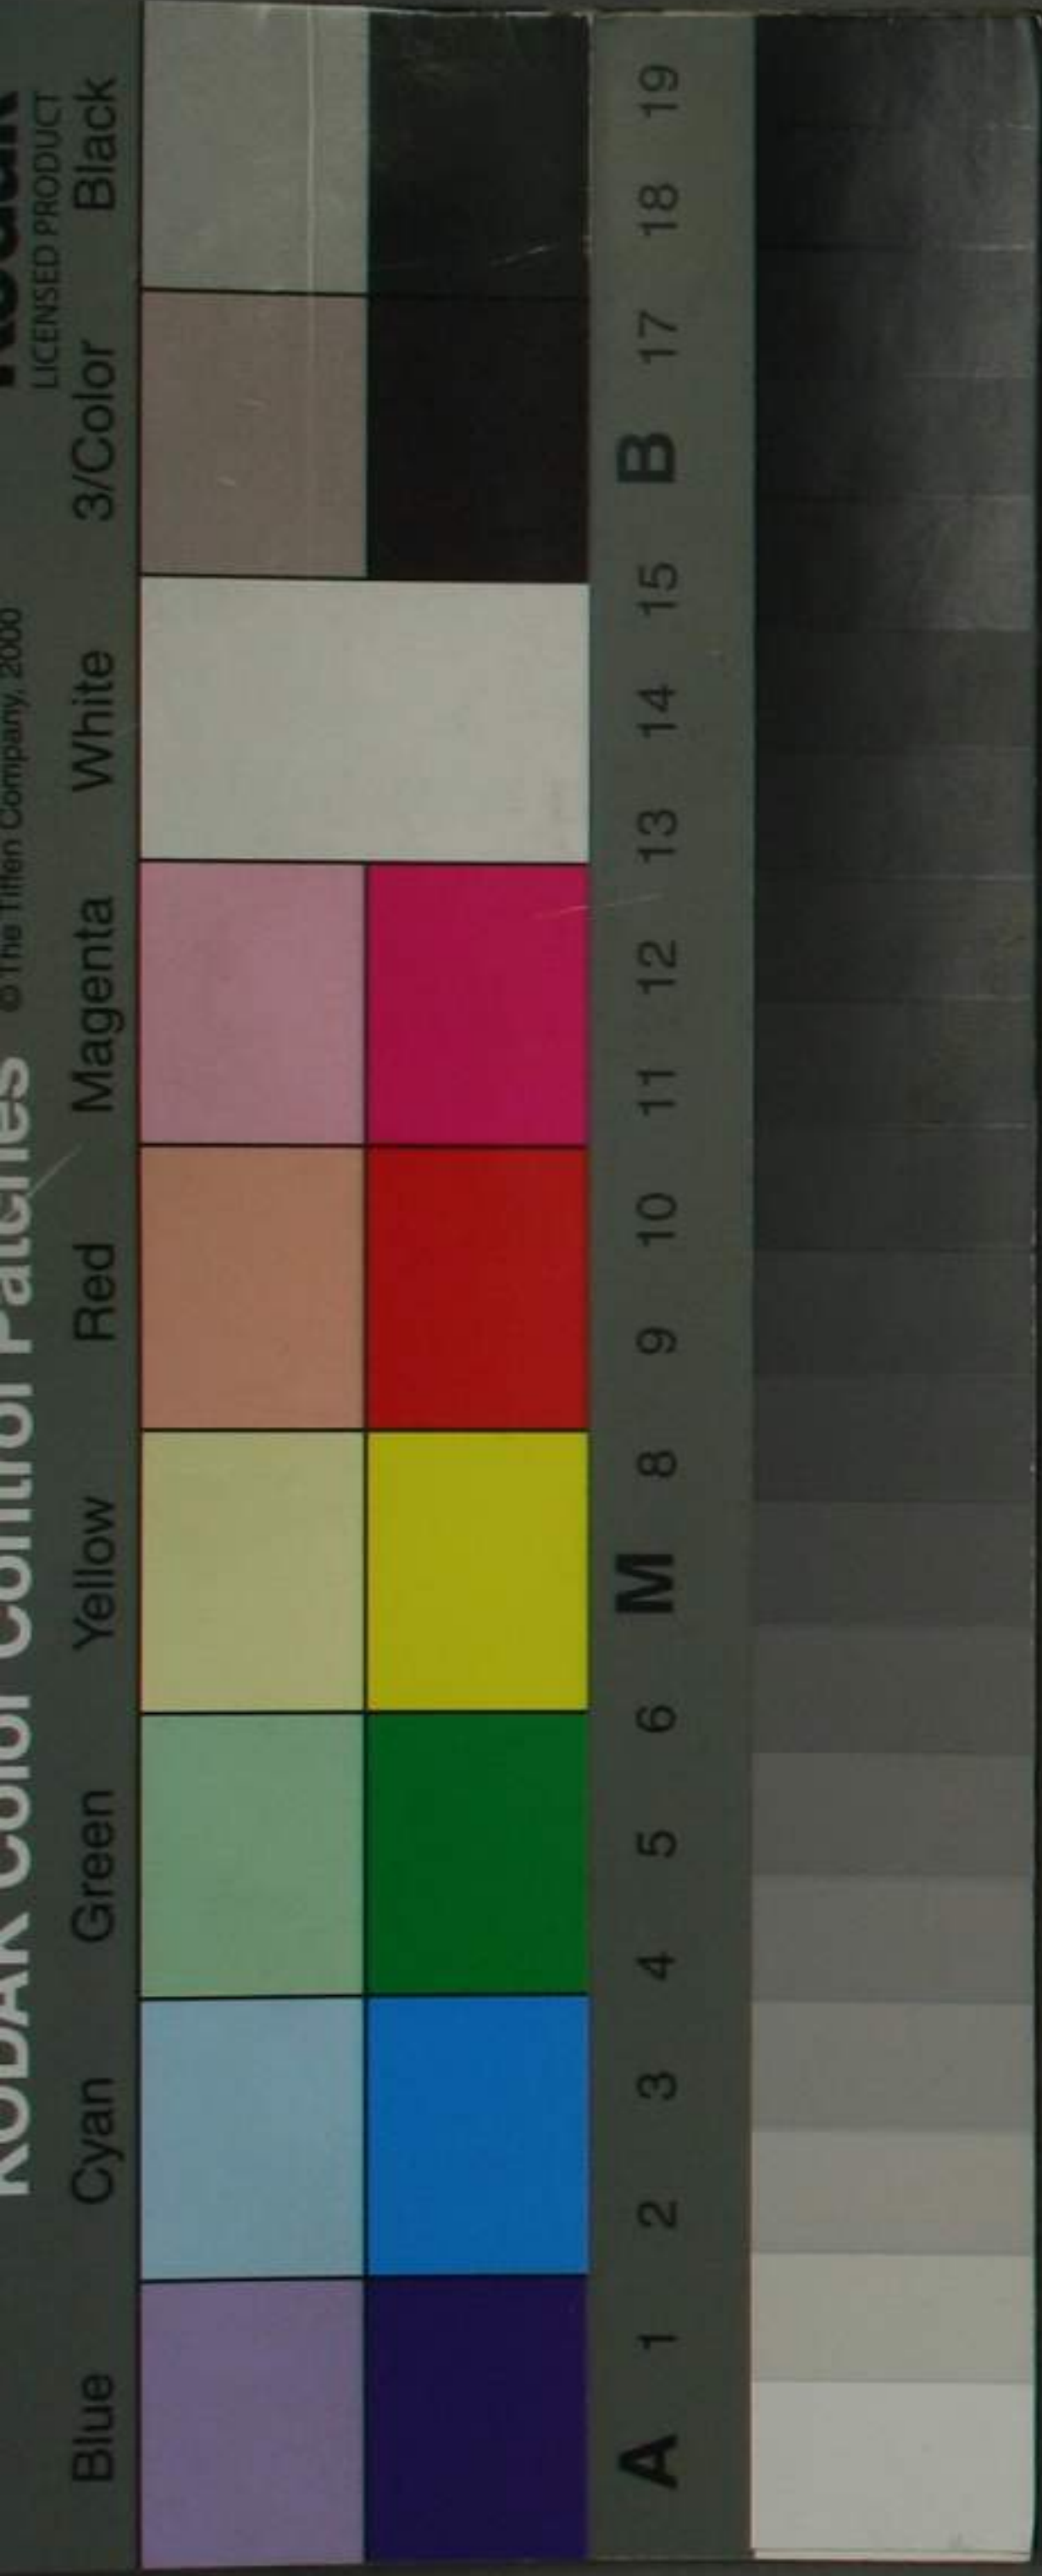 KODAK Color Control Patches © The Tiffen Company, 2000
Kodak
LICENSED PRODUCT
Blue Cyan Green Yellow Red Magenta White 3/Color Black
A 1 2 3 4 5 6 M 8 9 10 11 12 13 14 15 B 17 18 19